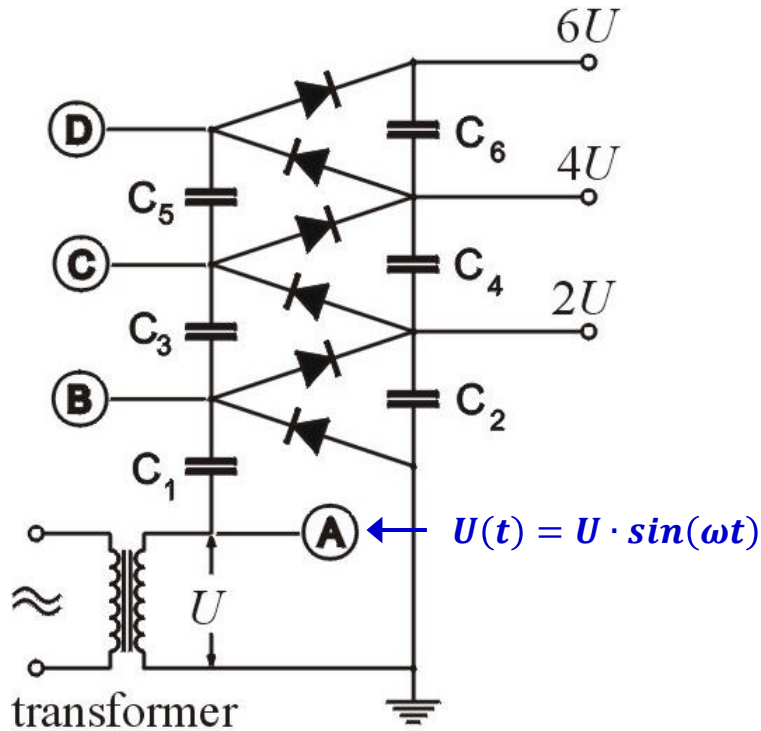 6U
D
C₆
C₅
4U
C
C₄
C₃
2U
B
C₂
C₁
A
U(t) = U · sin(ωt)
U
≈
transformer